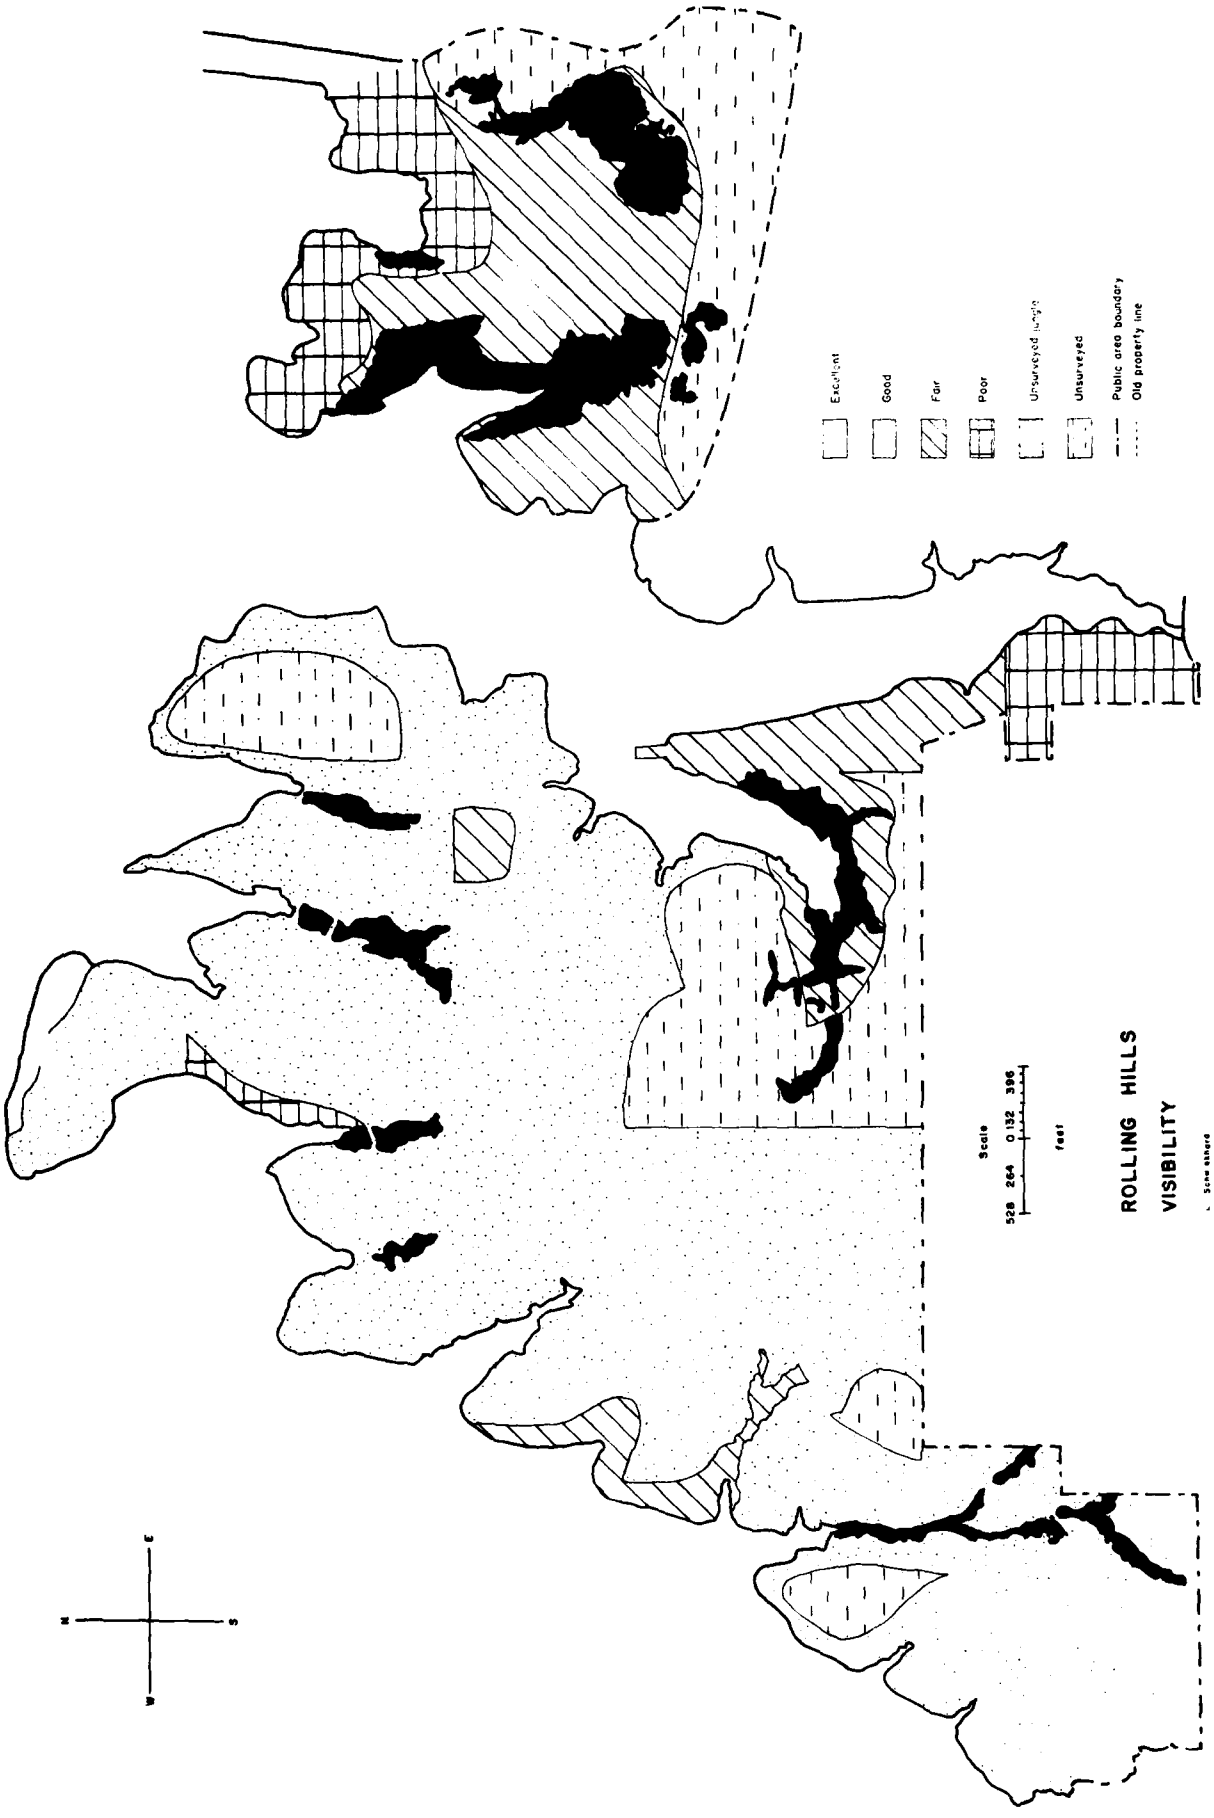 N
W
E
S
Excellent
Good
Fair
Poor
Unsurveyed jungle
Unsurveyed
Public area boundary
Old property line
Scale
528 264 0 132 396
feet
ROLLING HILLS
VISIBILITY